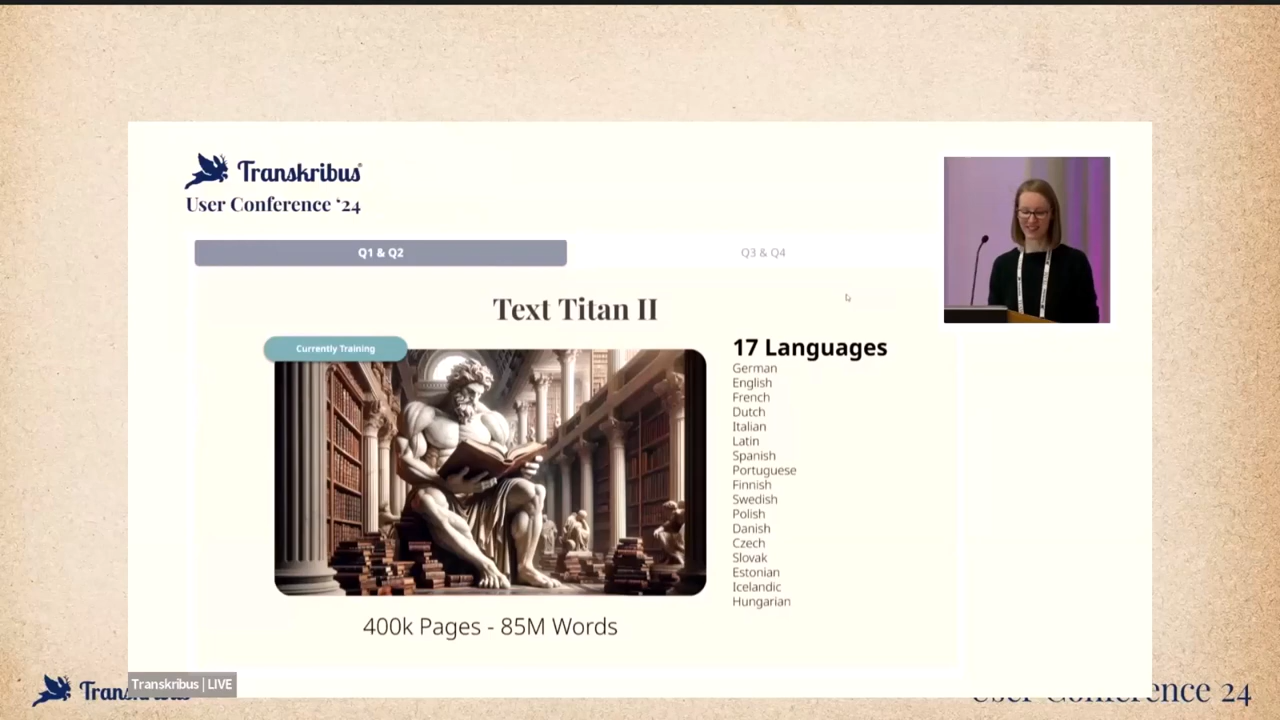 Transkribus
User Conference ‘24
Q1 & Q2
Q3 & Q4
Text Titan II
Currently Training
17 Languages
German
English
French
Dutch
Italian
Latin
Spanish
Portuguese
Finnish
Swedish
Polish
Danish
Czech
Slovak
Estonian
Icelandic
Hungarian
400k Pages - 85M Words
Transkribus | LIVE
User Conference 24